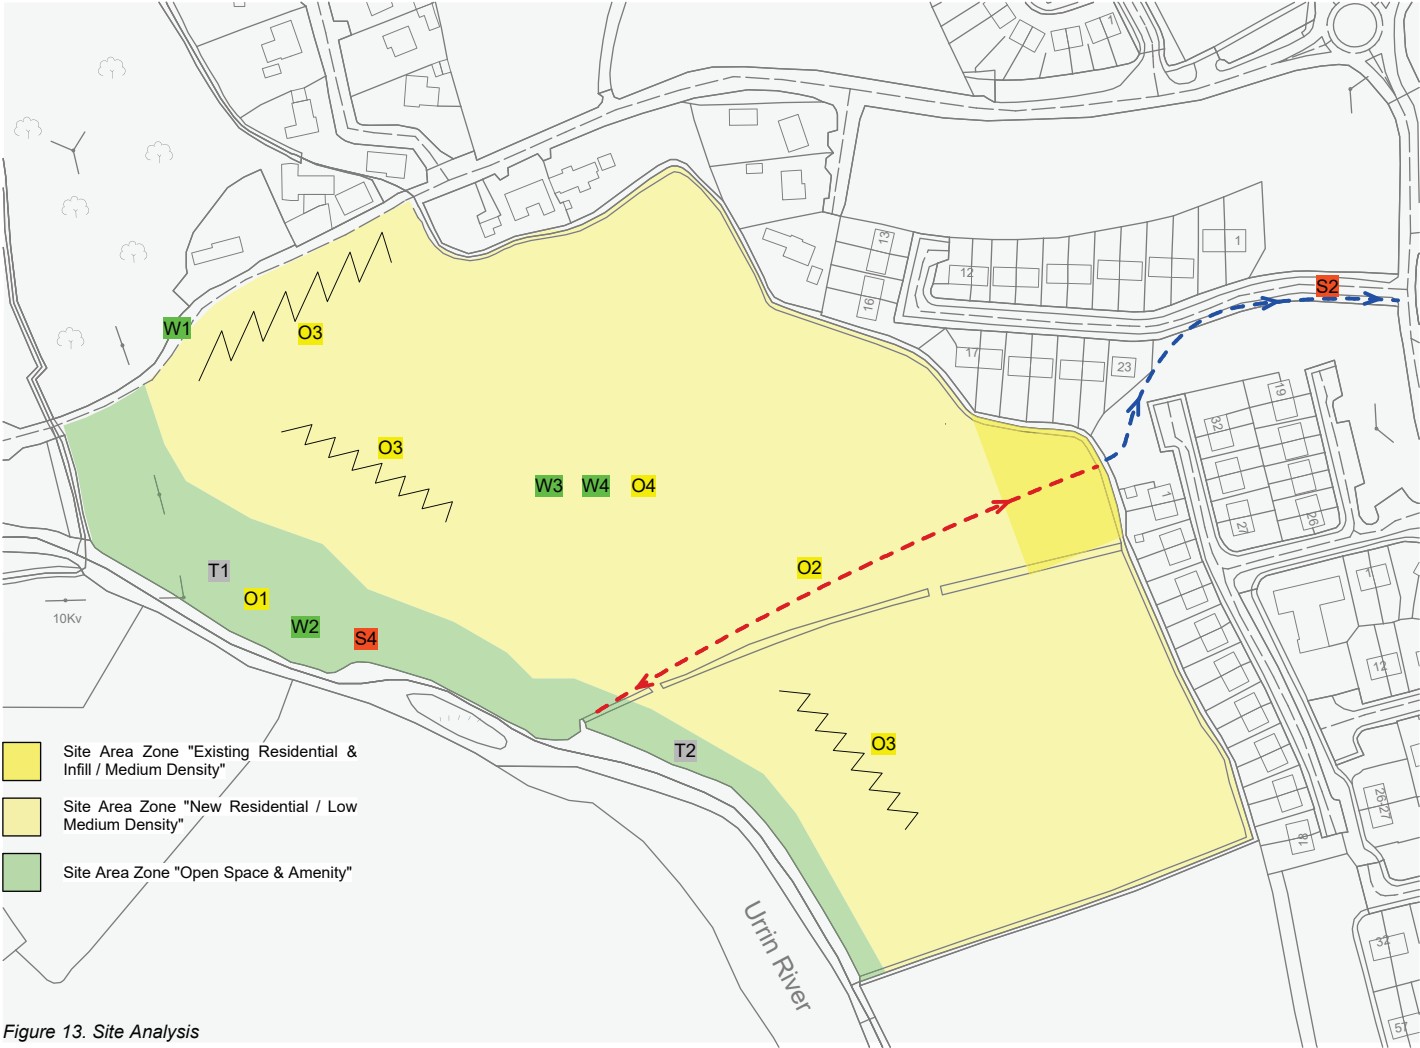 1
13
12
1
16
S2
W1
O3
17
23
19
32
O3
W3
W4
O4
1
27
26
O2
T1
O1
W2
S4
10Kv
1
12
T2
O3
Site Area Zone "Existing Residential &
Infill / Medium Density"
Site Area Zone "New Residential / Low
Medium Density"
26
27
18
Site Area Zone "Open Space & Amenity"
Urrin River
32
57
Figure 13. Site Analysis